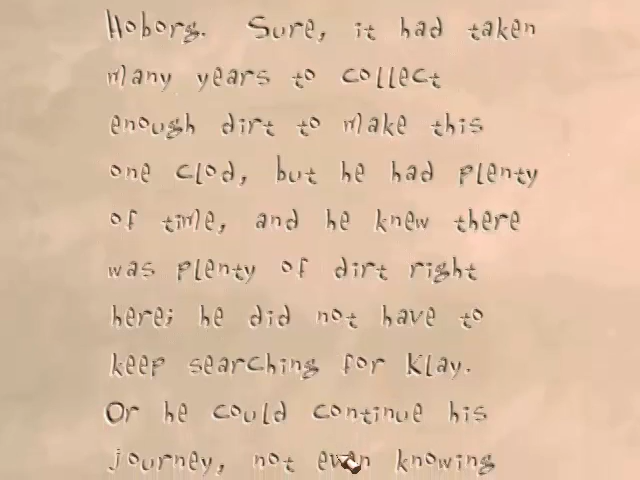 Hoborg. Sure, it had taken
many years to collect
enough dirt to make this
one clod, but he had plenty
of time, and he knew there
was plenty of dirt right
here; he did not have to
keep searching for Klay.
Or he could continue his
journey, not even knowing